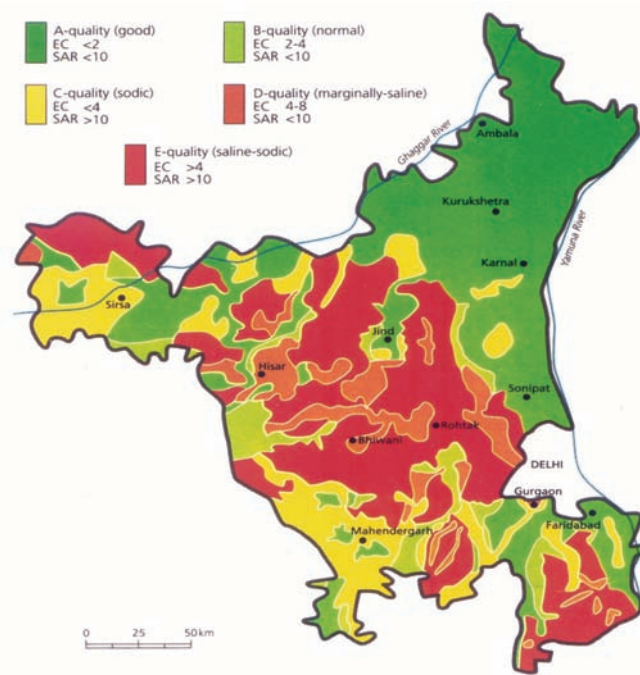 A-quality (good)
EC <2
SAR <10
B-quality (normal)
EC 2-4
SAR <10
C-quality (sodic)
EC <4
SAR >10
D-quality (marginally-saline)
EC 4-8
SAR <10
E-quality (saline-sodic)
EC >4
SAR >10
Ghaggar River
Ambala
Kurukshetra
Yamuna River
Karnal
Sirsa
Jind
Hisar
Sonipat
Rohtak
Bhiwani
DELHI
Gurgaon
Faridabad
Mahendergarh
0 25 50 km